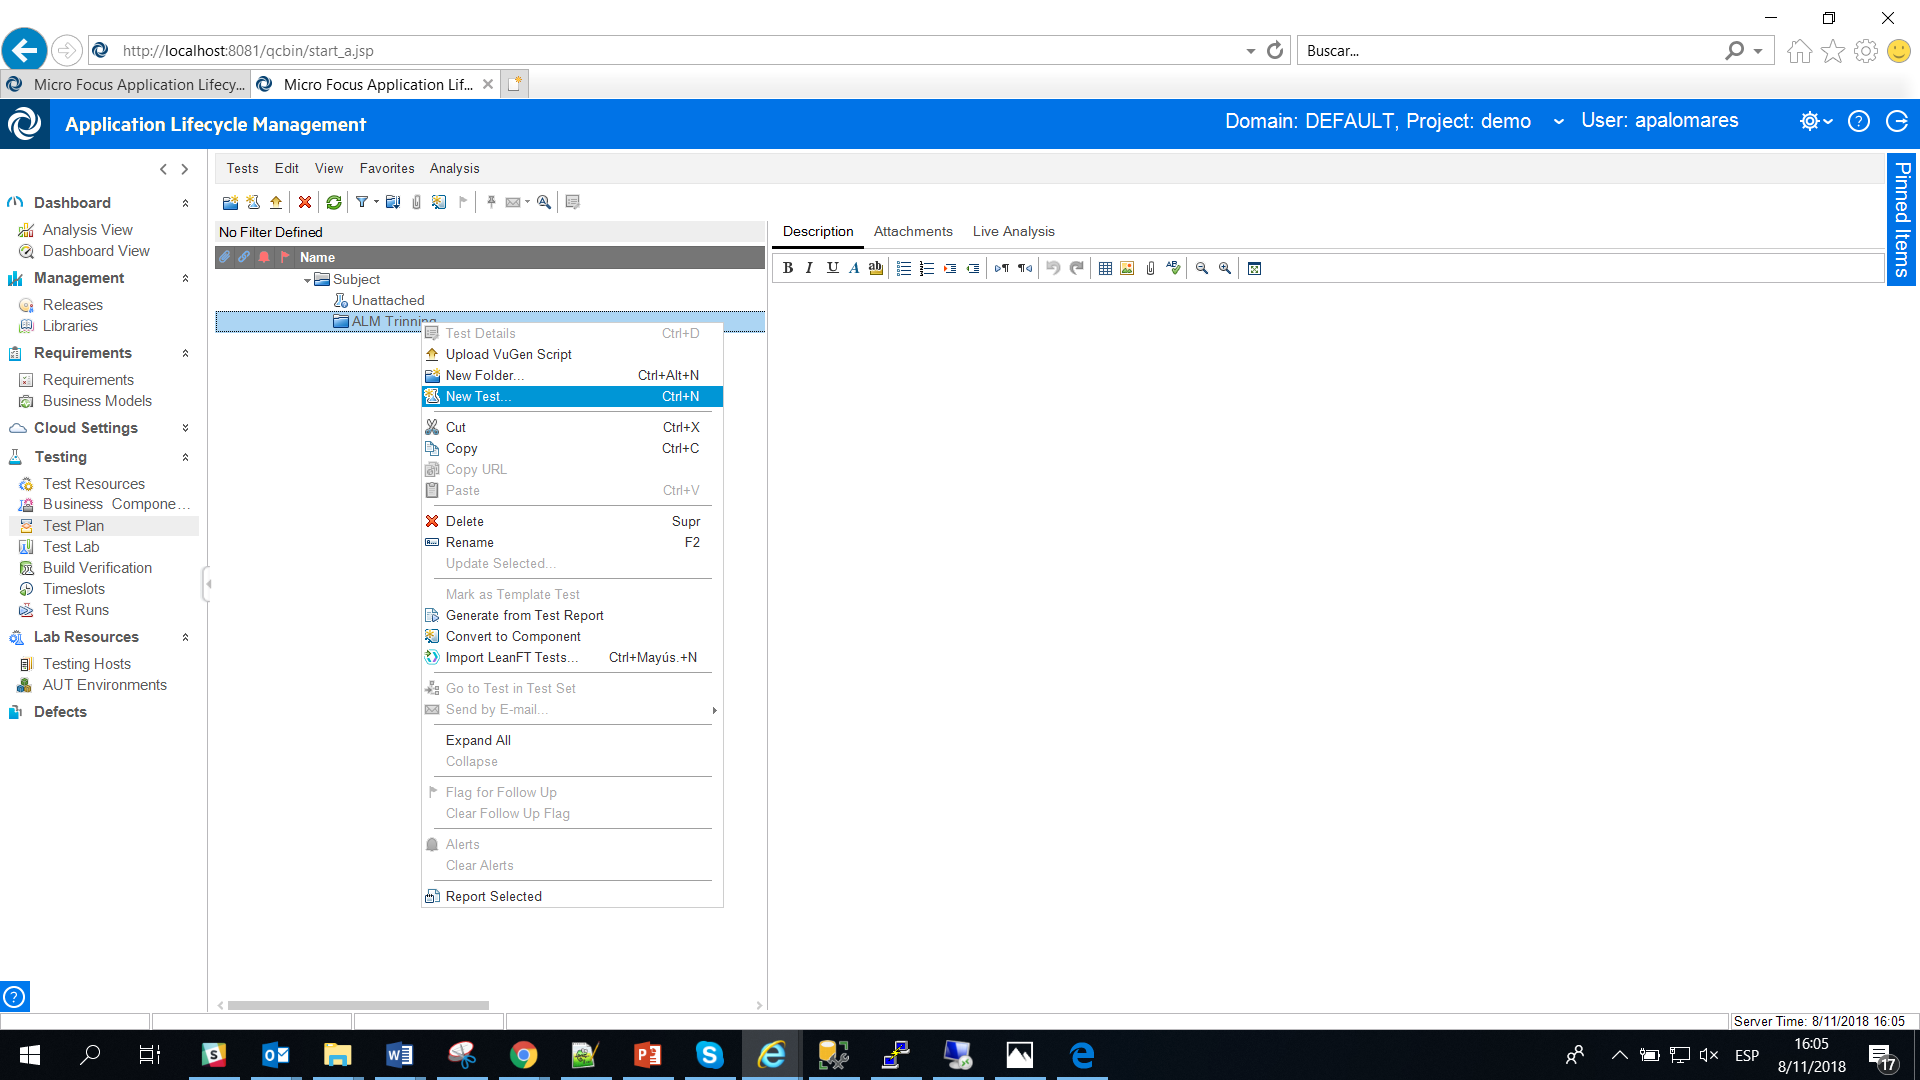 http://localhost:8081/qcbin/start_a.jsp
Buscar...
Micro Focus Application Lifecy...
Micro Focus Application Lif...
Application Lifecycle Management
Domain: DEFAULT, Project: demo
User: apalomares
Pinned Items
Dashboard
Analysis View
Dashboard View
Management
Releases
Libraries
Requirements
Requirements
Business Models
Cloud Settings
Testing
Test Resources
Business Compone...
Test Plan
Test Lab
Build Verification
Timeslots
Test Runs
Lab Resources
Testing Hosts
AUT Environments
Defects
Tests Edit View Favorites Analysis
No Filter Defined
Name
Subject
Unattached
ALM Trinning
Test Details Ctrl+D
Upload VuGen Script
New Folder... Ctrl+Alt+N
New Test... Ctrl+N
Cut Ctrl+X
Copy Ctrl+C
Copy URL
Paste Ctrl+V
Delete Supr
Rename F2
Update Selected...
Mark as Template Test
Generate from Test Report
Convert to Component
Import LeanFT Tests... Ctrl+Mayús.+N
Go to Test in Test Set
Send by E-mail...
Expand All
Collapse
Flag for Follow Up
Clear Follow Up Flag
Alerts
Clear Alerts
Report Selected
Description Attachments Live Analysis
B I U A ab
Server Time: 8/11/2018 16:05
ESP
16:05
8/11/2018
17